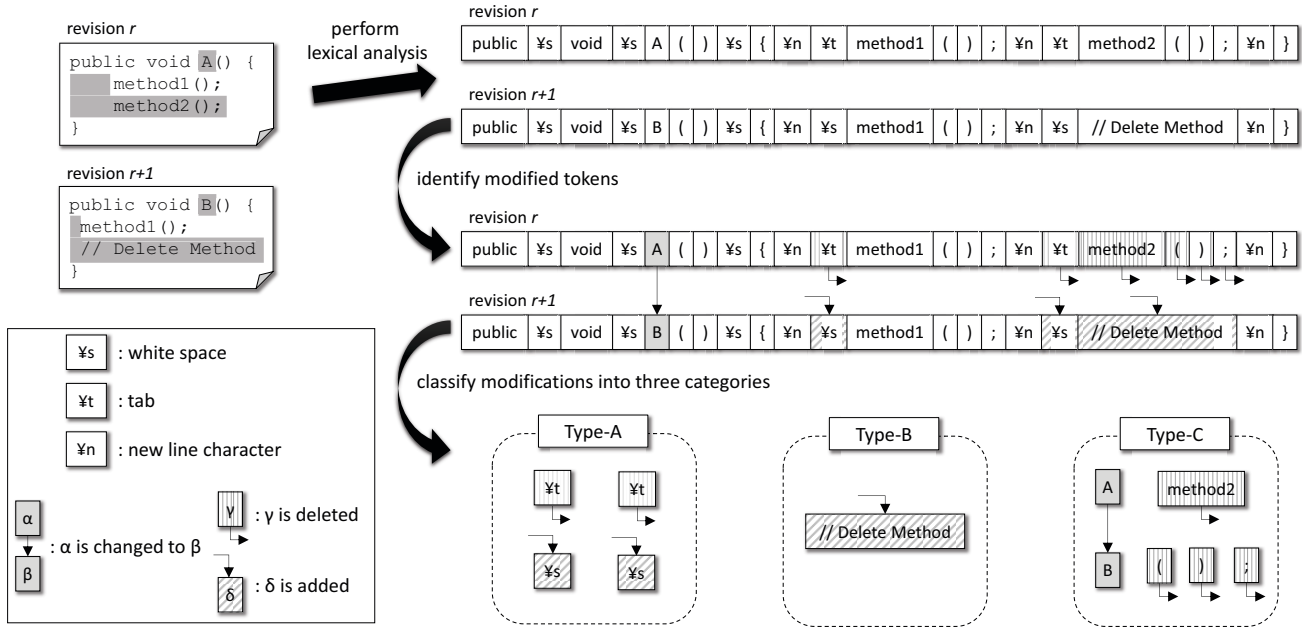 revision r
public void A() {
method1();
method2();
}
revision r+1
public void B() {
method1();
// Delete Method
}
perform
lexical analysis
revision r
public ¥s void ¥s A ( ) ¥s { ¥n ¥t method1 ( ) ; ¥n ¥t method2 ( ) ; ¥n }
revision r+1
public ¥s void ¥s B ( ) ¥s { ¥n ¥s method1 ( ) ; ¥n ¥s // Delete Method ¥n }
identify modified tokens
revision r
public ¥s void ¥s A ( ) ¥s { ¥n ¥t method1 ( ) ; ¥n ¥t method2 ( ) ; ¥n }
revision r+1
public ¥s void ¥s B ( ) ¥s { ¥n ¥s method1 ( ) ; ¥n ¥s // Delete Method ¥n }
classify modifications into three categories
¥s : white space
¥t : tab
¥n : new line character
α
β
: α is changed to β
γ : γ is deleted
δ : δ is added
Type-A
¥t ¥t
¥s ¥s
Type-B
// Delete Method
Type-C
A method2
B ( ) ;